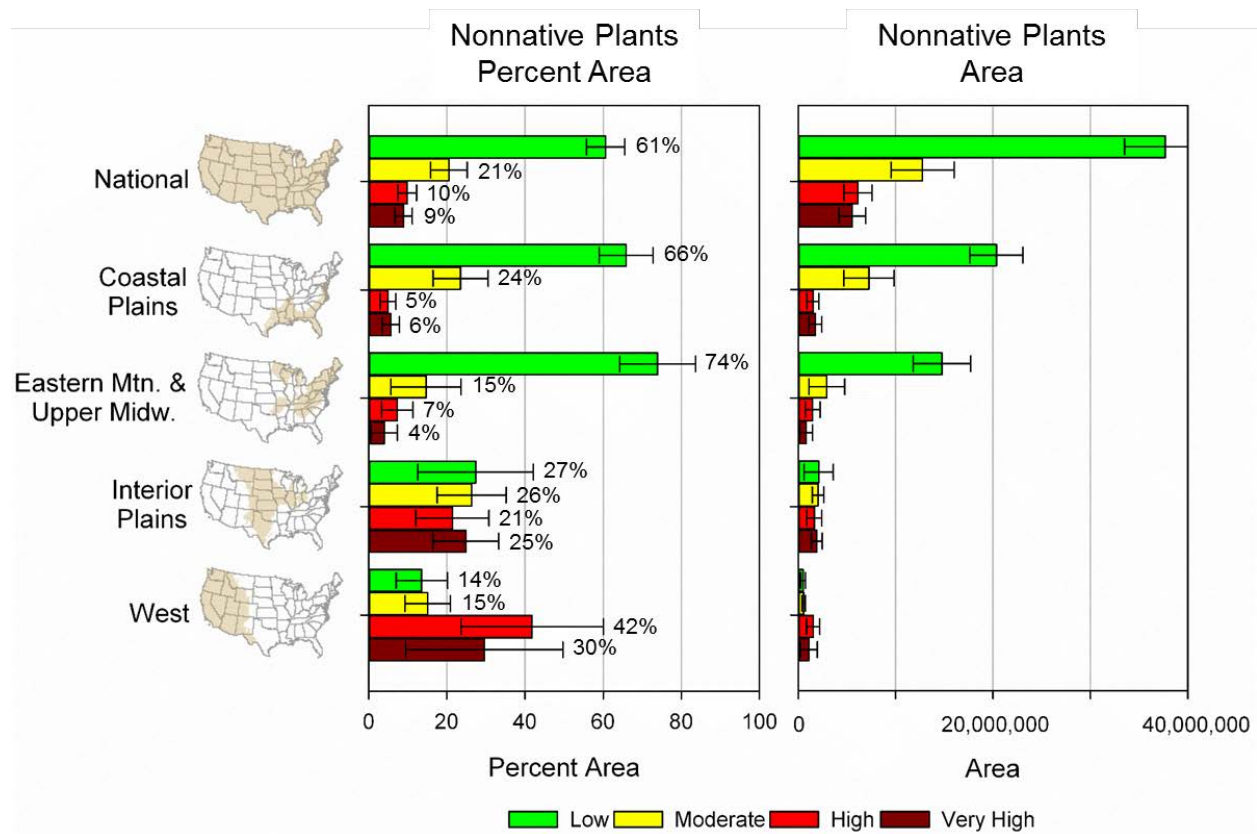 Nonnative Plants
Percent Area
Nonnative Plants
Area
National
61%
21%
10%
9%
Coastal
Plains
66%
24%
5%
6%
Eastern Mtn. &
Upper Midw.
74%
15%
7%
4%
Interior
Plains
27%
26%
21%
25%
West
14%
15%
42%
30%
0 20 40 60 80 100
0 20,000,000 40,000,000
Percent Area
Area
Low Moderate High Very High